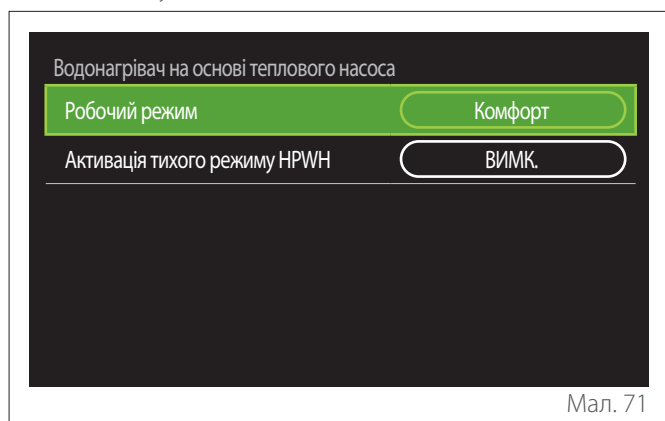 Водонагрівач на основі теплового насоса
Робочий режим Комфорт
Активація тихого режиму HPWH ВИМК.
Мал. 71